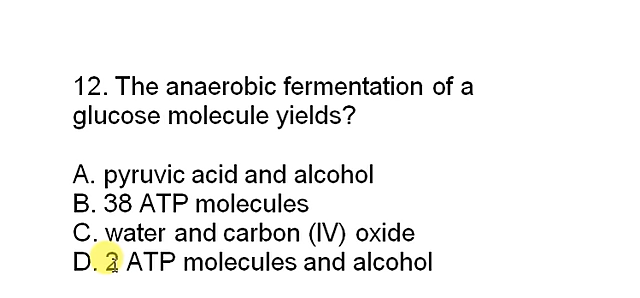 12. The anaerobic fermentation of a
glucose molecule yields?
A. pyruvic acid and alcohol
B. 38 ATP molecules
C. water and carbon (IV) oxide
D. 2 ATP molecules and alcohol